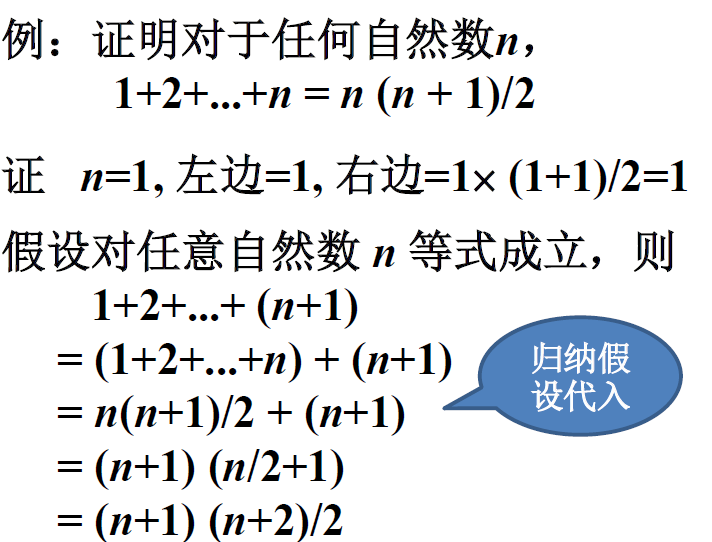 例：证明对于任何自然数n，
1+2+...+n = n (n + 1)/2
证 n=1, 左边=1, 右边=1× (1+1)/2=1
假设对任意自然数 n 等式成立，则
1+2+...+ (n+1)
= (1+2+...+n) + (n+1)
= n(n+1)/2 + (n+1)
归纳假
设代入
= (n+1) (n/2+1)
= (n+1) (n+2)/2